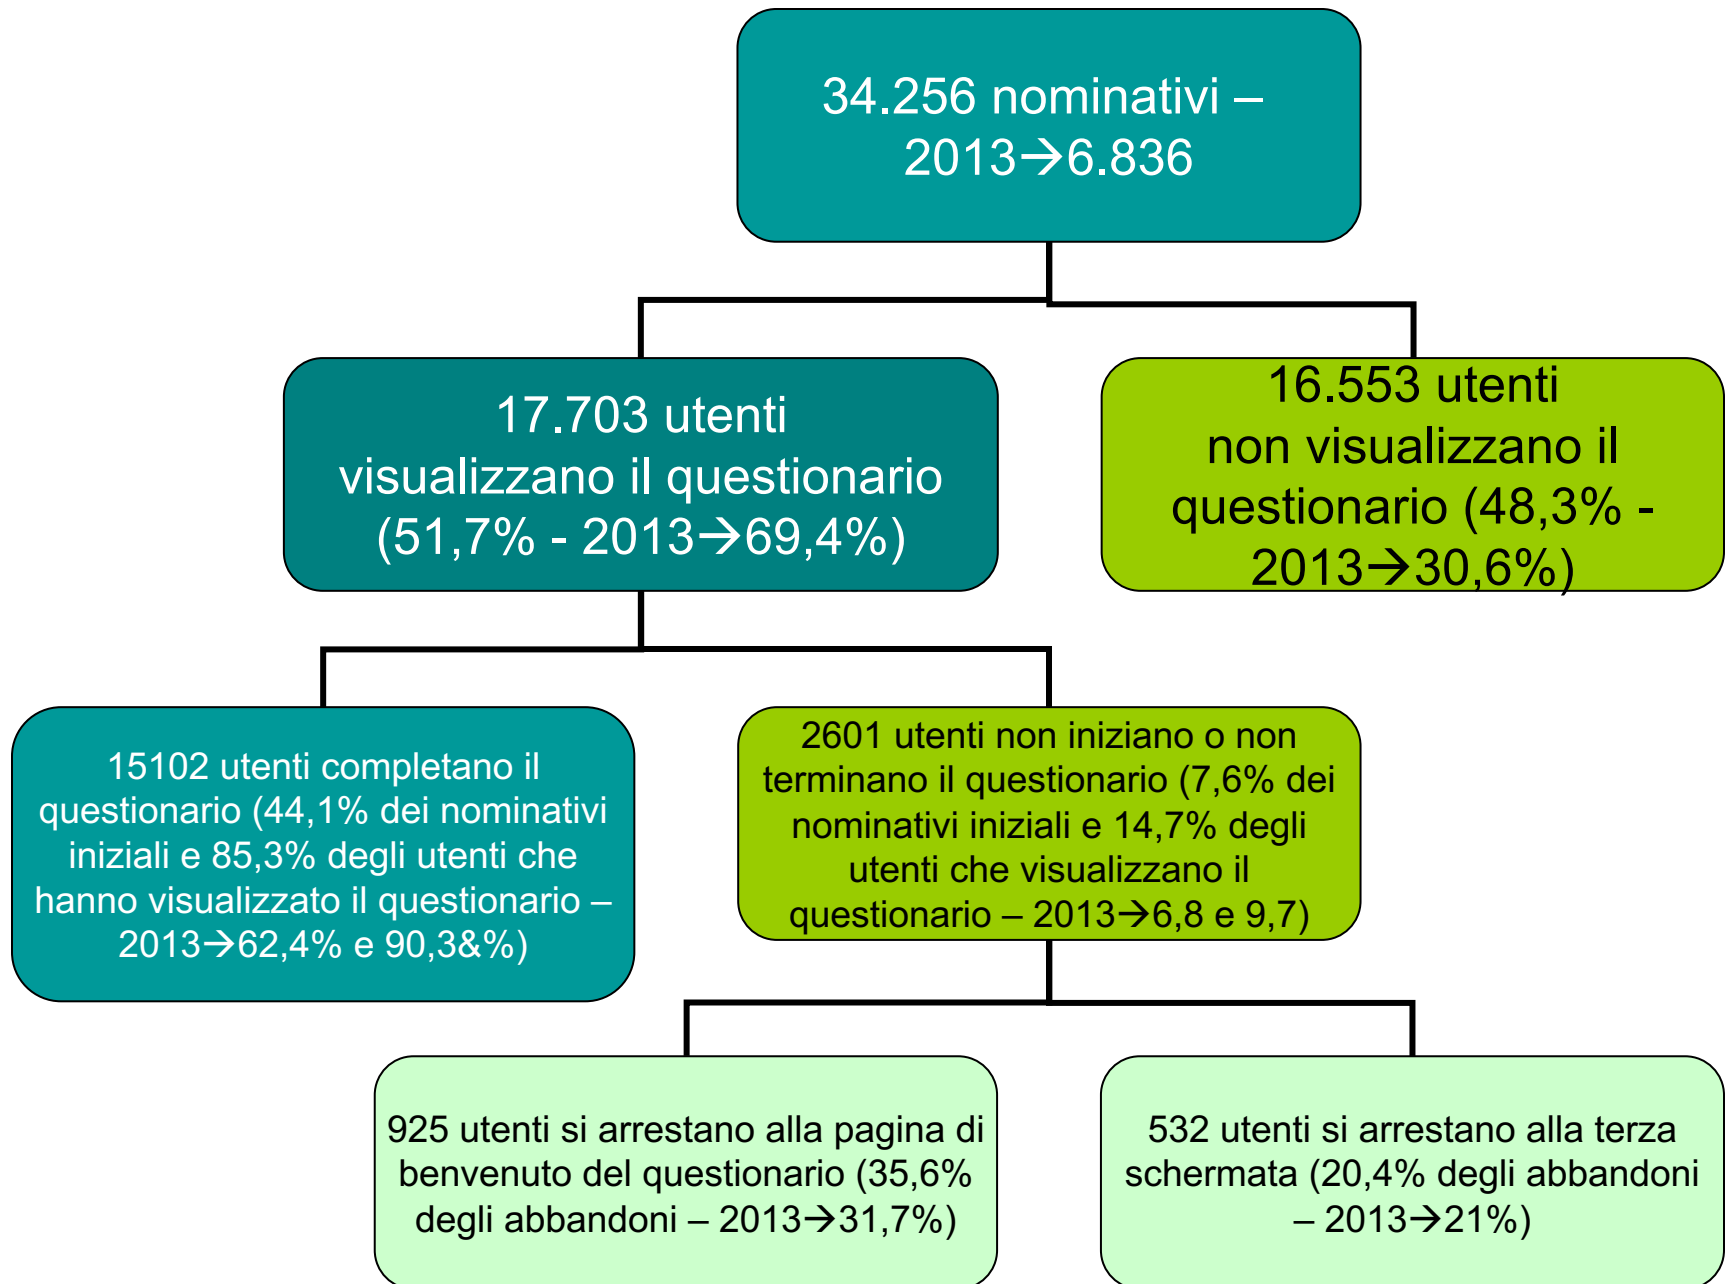 34.256 nominativi –
2013→6.836
17.703 utenti
visualizzano il questionario
(51,7% - 2013→69,4%)
16.553 utenti
non visualizzano il
questionario (48,3% -
2013→30,6%)
15102 utenti completano il
questionario (44,1% dei nominativi
iniziali e 85,3% degli utenti che
hanno visualizzato il questionario –
2013→62,4% e 90,3&%)
2601 utenti non iniziano o non
terminano il questionario (7,6% dei
nominativi iniziali e 14,7% degli
utenti che visualizzano il
questionario – 2013→6,8 e 9,7)
925 utenti si arrestano alla pagina di
benvenuto del questionario (35,6%
degli abbandoni – 2013→31,7%)
532 utenti si arrestano alla terza
schermata (20,4% degli abbandoni
– 2013→21%)